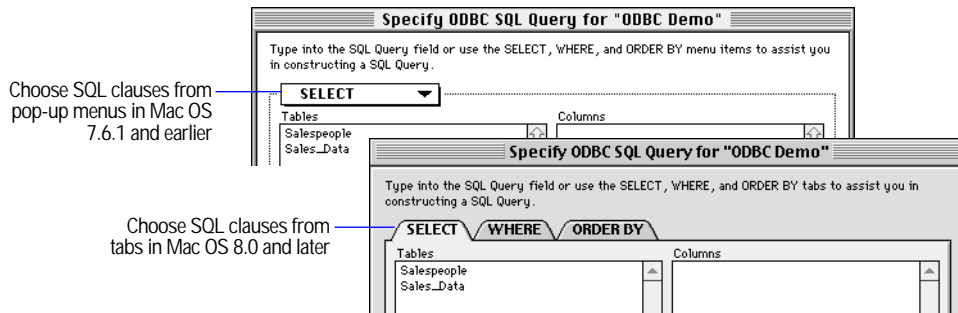 Specify ODBC SQL Query for "ODBC Demo"
Type into the SQL Query field or use the SELECT, WHERE, and ORDER BY menu items to assist you
in constructing a SQL Query.
Choose SQL clauses from
pop-up menus in Mac OS
7.6.1 and earlier
SELECT
Tables
Columns
Salespeople
Sales_Data
Specify ODBC SQL Query for "ODBC Demo"
Type into the SQL Query field or use the SELECT, WHERE, and ORDER BY tabs to assist you in
constructing a SQL Query.
Choose SQL clauses from
tabs in Mac OS 8.0 and later
SELECT WHERE ORDER BY
Tables
Columns
Salespeople
Sales_Data